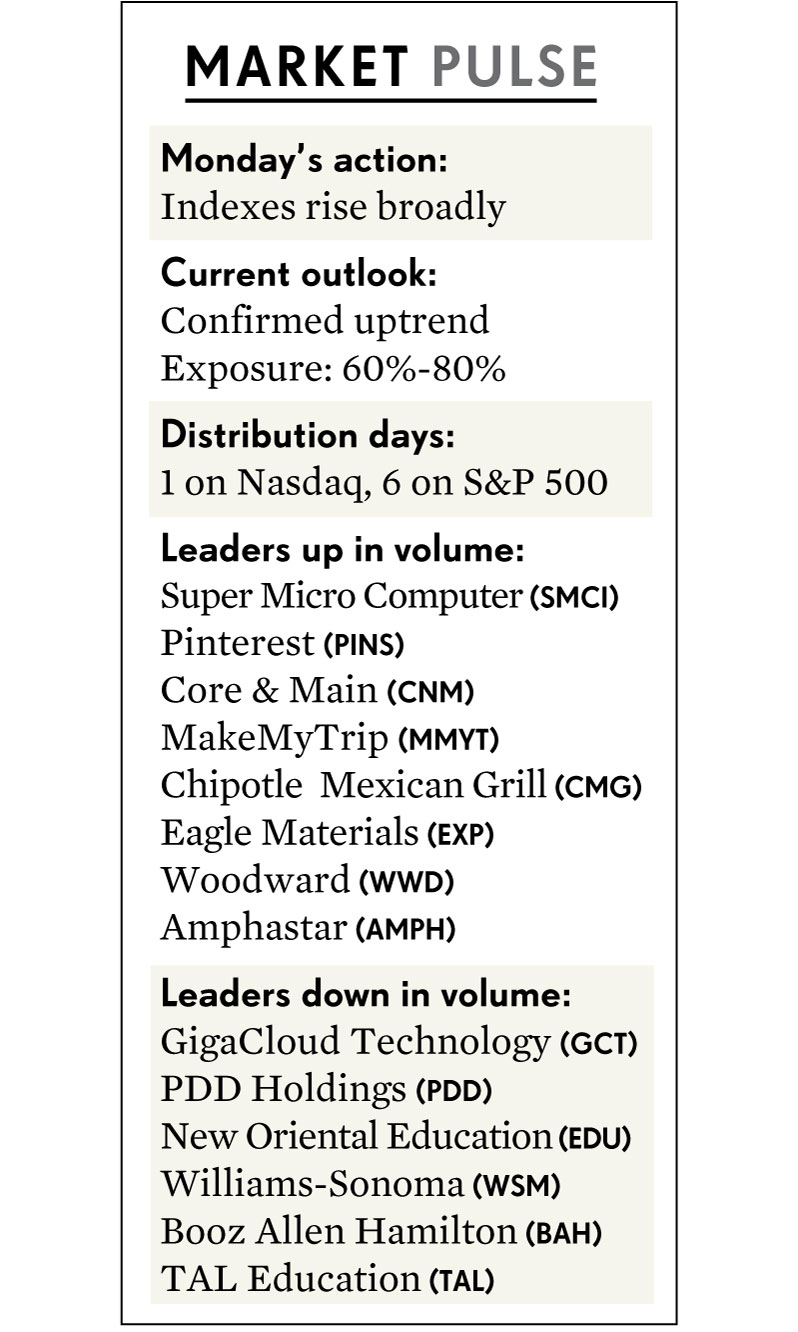 MARKET PULSE
Monday’s action:
Indexes rise broadly
Current outlook:
Confirmed uptrend
Exposure: 60%-80%
Distribution days:
1 on Nasdaq, 6 on S&P 500
Leaders up in volume:
Super Micro Computer (SMCI)
Pinterest (PINS)
Core & Main (CNM)
MakeMyTrip (MMYT)
Chipotle Mexican Grill (CMG)
Eagle Materials (EXP)
Woodward (WWD)
Amphastar (AMPH)
Leaders down in volume:
GigaCloud Technology (GCT)
PDD Holdings (PDD)
New Oriental Education (EDU)
Williams-Sonoma (WSM)
Booz Allen Hamilton (BAH)
TAL Education (TAL)